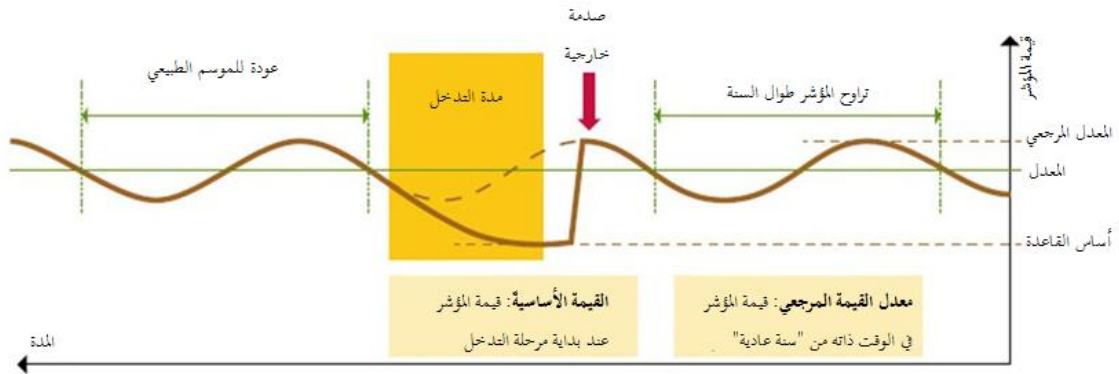 صدمة
خارجية
قيمة المؤشر
عودة للموسم الطبيعي
مدة التدخل
تراوح المؤشر طوال السنة
المعدل المرجعي
المعدل
أساس القاعدة
معدل القيمة المرجعي: قيمة المؤشر
في الوقت ذاته من "سنة عادية"
القيمة الأساسية: قيمة المؤشر
عند بداية مرحلة التدخل
المدة